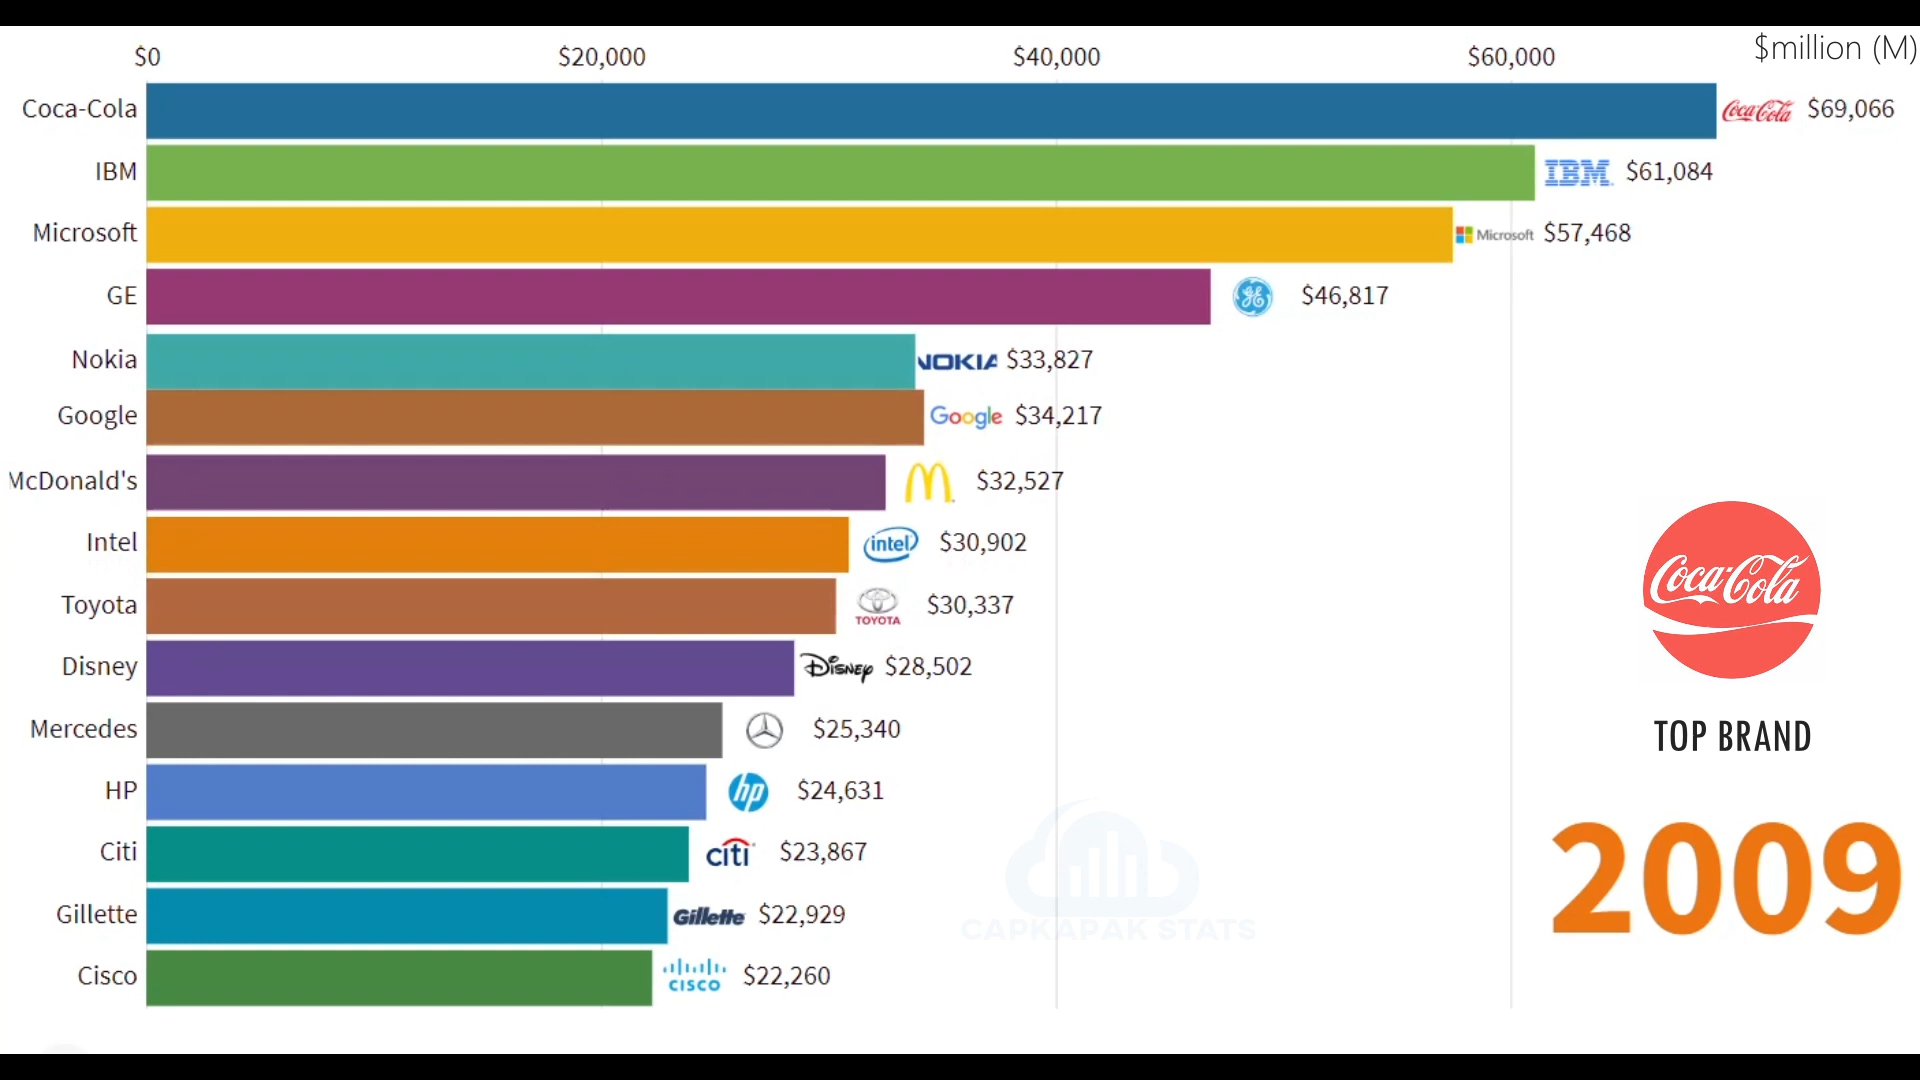 $0 $20,000 $40,000 $60,000 $million (M)
Coca-Cola Coca-Cola $69,066
IBM IBM $61,084
Microsoft Microsoft $57,468
GE GE $46,817
Nokia NOKIA $33,827
Google Google $34,217
McDonald's $32,527
Intel intel $30,902
Toyota TOYOTA $30,337
Disney Disney $28,502
Mercedes $25,340
HP hp $24,631
Citi citi $23,867
Gillette Gillette $22,929
Cisco CISCO $22,260
Coca-Cola
TOP BRAND
2009
CAPKAPAK STATS